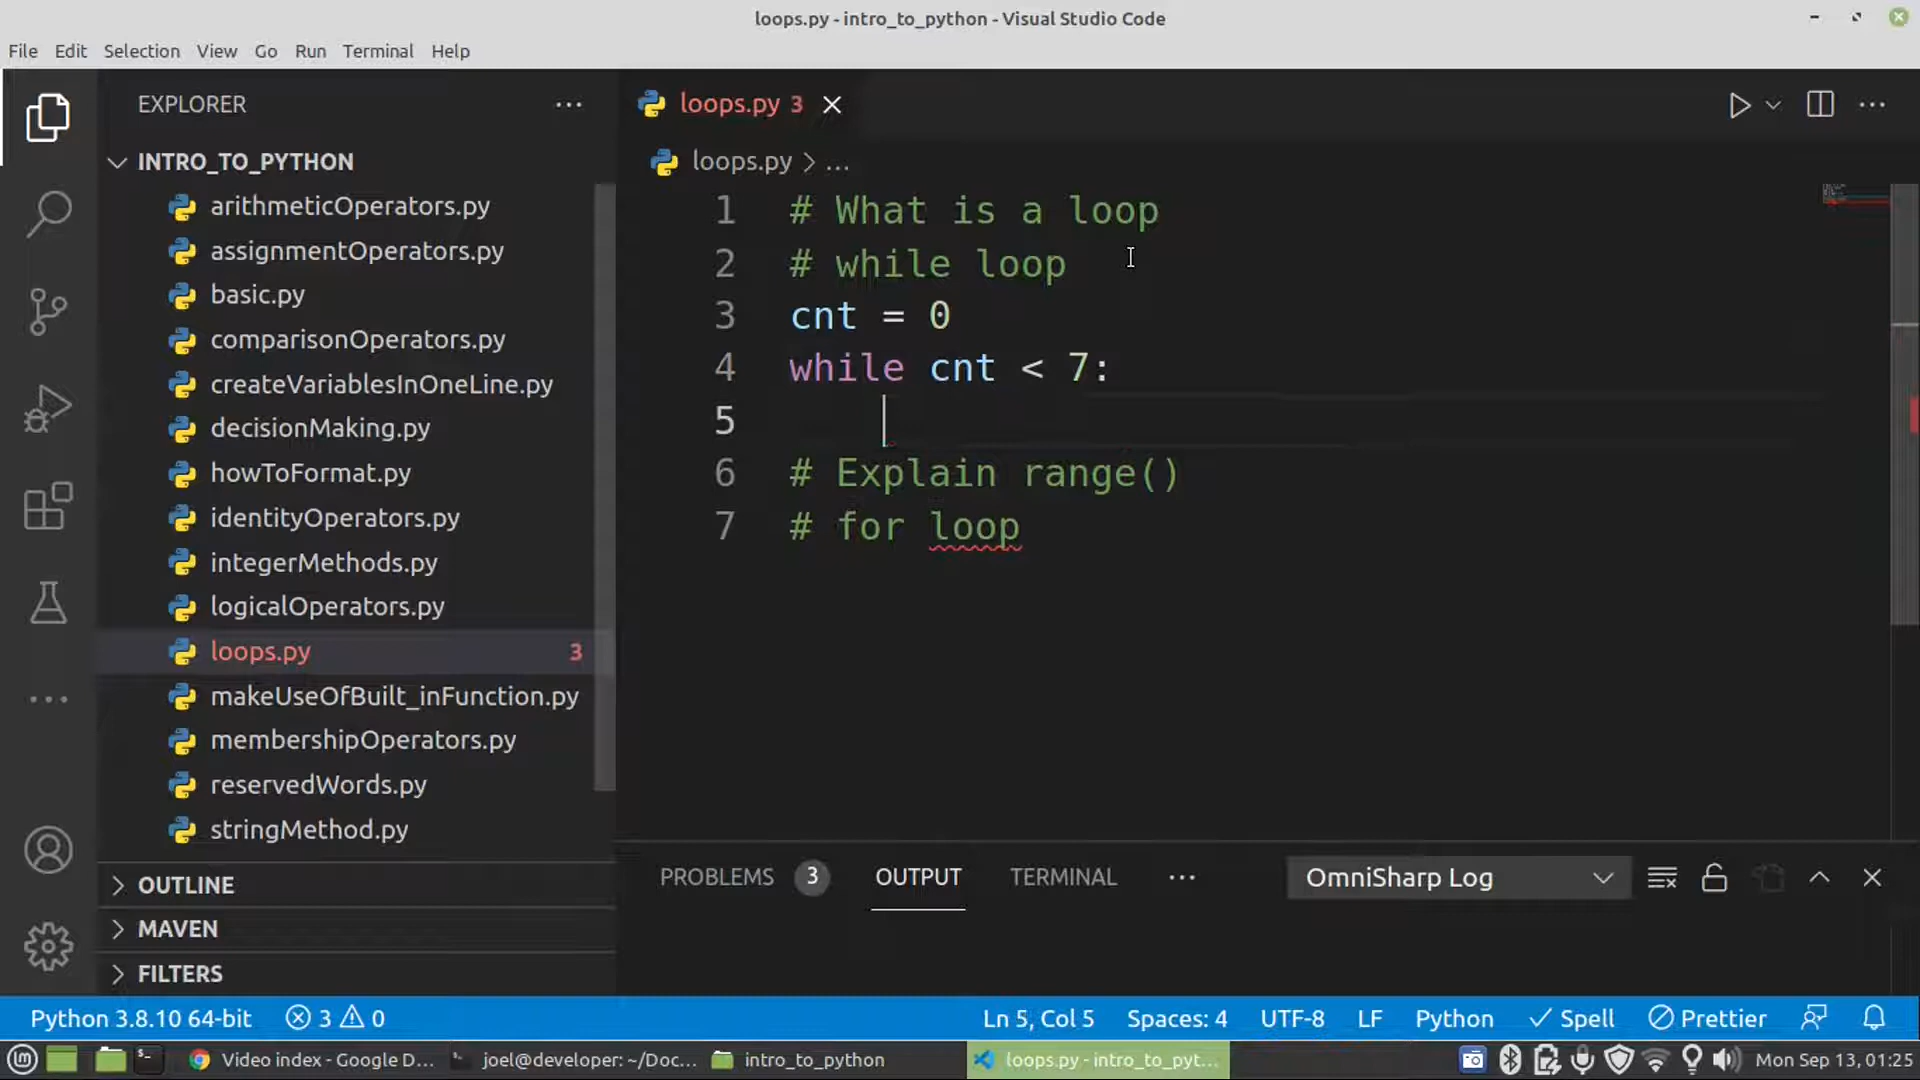 loops.py - intro_to_python - Visual Studio Code
File Edit Selection View Go Run Terminal Help
EXPLORER
INTRO_TO_PYTHON
arithmeticOperators.py
assignmentOperators.py
basic.py
comparisonOperators.py
createVariablesInOneLine.py
decisionMaking.py
howToFormat.py
identityOperators.py
integerMethods.py
logicalOperators.py
loops.py 3
makeUseOfBuilt_inFunction.py
membershipOperators.py
reservedWords.py
stringMethod.py
OUTLINE
MAVEN
FILTERS
loops.py 3
loops.py > ...
1 # What is a loop
2 # while loop
3 cnt = 0
4 while cnt < 7:
5
6 # Explain range()
7 # for loop
PROBLEMS 3 OUTPUT TERMINAL ... OmniSharp Log
Python 3.8.10 64-bit 3 0 Ln 5, Col 5 Spaces: 4 UTF-8 LF Python Spell Prettier
Video index - Google D... joel@developer: ~/Doc... intro_to_python loops.py - intro_to_pyt... Mon Sep 13, 01:25